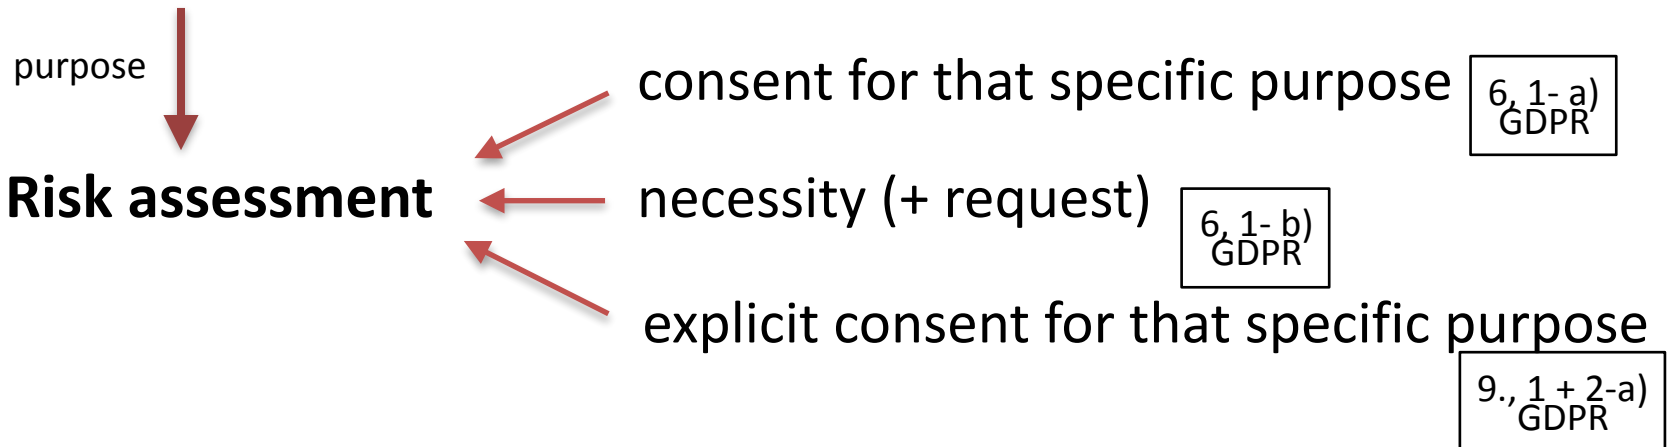 purpose
consent for that specific purpose
6, 1- a)
GDPR
Risk assessment
necessity (+ request)
6, 1- b)
GDPR
explicit consent for that specific purpose
9., 1 + 2-a)
GDPR